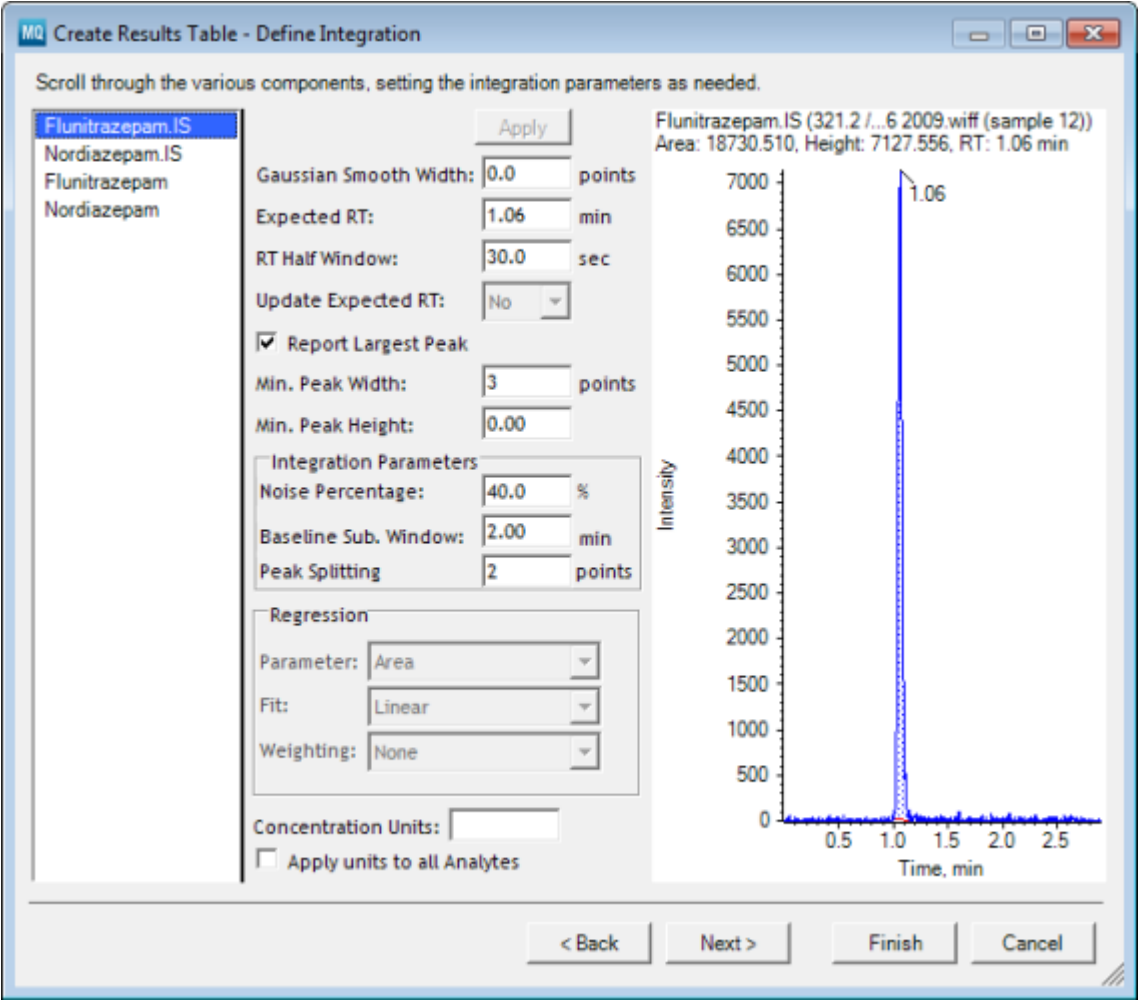 MQ Create Results Table - Define Integration
Scroll through the various components, setting the integration parameters as needed.
Flunitrazepam.IS
Nordiazepam.IS
Flunitrazepam
Nordiazepam
Apply
Gaussian Smooth Width: 0.0 points
Expected RT: 1.06 min
RT Half Window: 30.0 sec
Update Expected RT: No
Report Largest Peak
Min. Peak Width: 3 points
Min. Peak Height: 0.00
Integration Parameters
Noise Percentage: 40.0 %
Baseline Sub. Window: 2.00 min
Peak Splitting 2 points
Regression
Parameter: Area
Fit: Linear
Weighting: None
Concentration Units:
Apply units to all Analytes
Flunitrazepam.IS (321.2 /...6 2009.wiff (sample 12))
Area: 18730.510, Height: 7127.556, RT: 1.06 min
1.06
7000
6500
6000
5500
5000
4500
4000
3500
3000
2500
2000
1500
1000
500
0
Intensity
0.5 1.0 1.5 2.0 2.5
Time, min
< Back Next > Finish Cancel